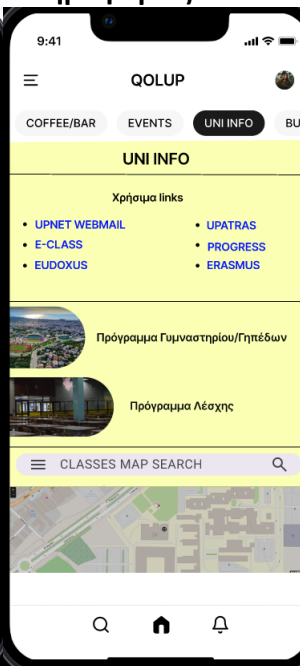 9:41
QOLUP
COFFEE/BAR EVENTS UNI INFO BU
UNI INFO
Χρήσιμα links
• UPNET WEBMAIL
• E-CLASS
• EUDOXUS
• UPATRAS
• PROGRESS
• ERASMUS
Πρόγραμμα Γυμναστηρίου/Γηπέδων
Πρόγραμμα Λέσχης
CLASSES MAP SEARCH